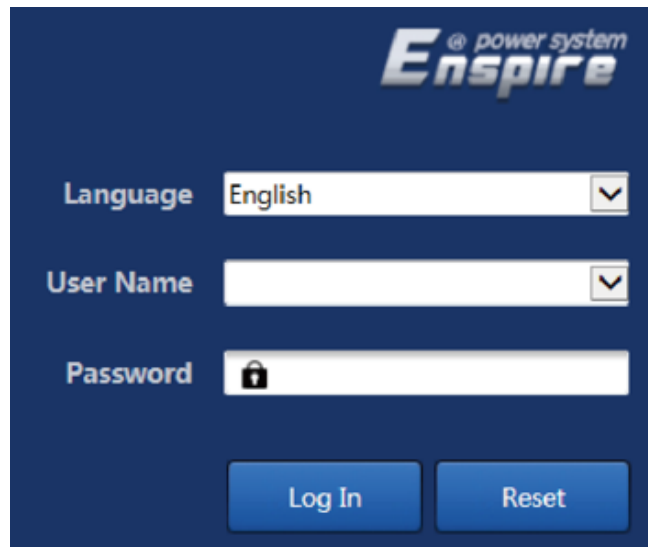 @ power system
Enspire
Language English
User Name
Password
Log In Reset